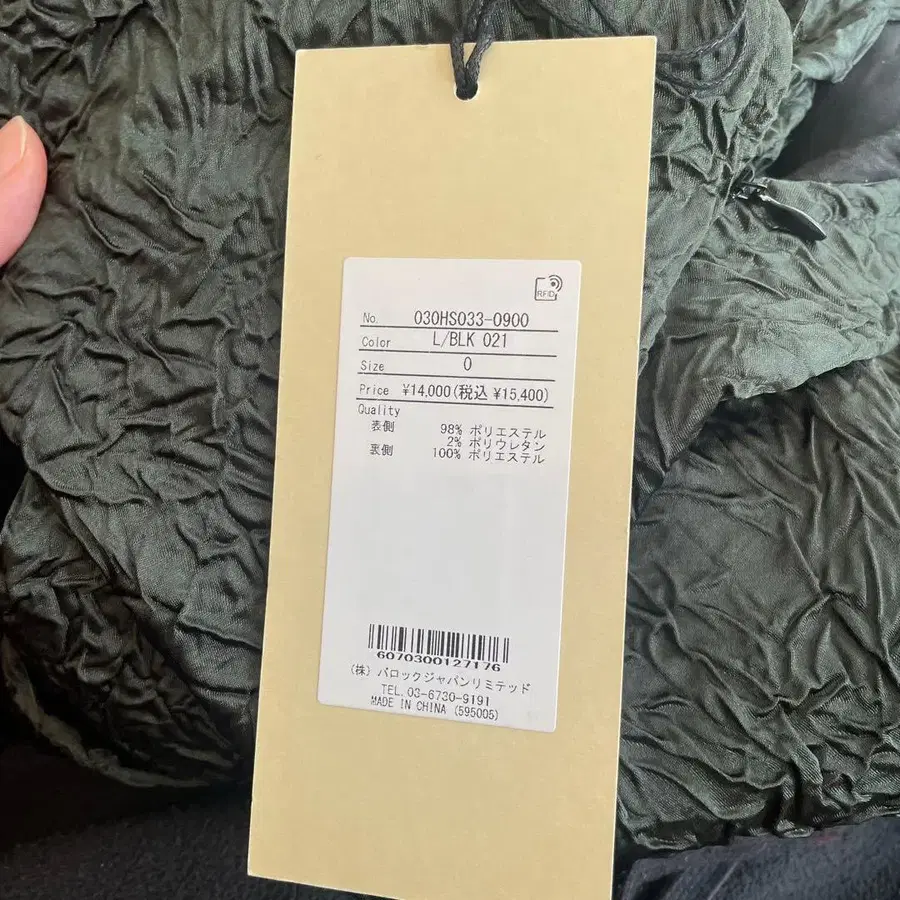 RFID
No. 030HS033-0900
Color L/BLK 021
Size 0
Price ¥14,000(税込 ¥15,400)
Quality
表側 98% ポリエステル
2% ポリウレタン
裏側 100% ポリエステル
6070300127176
(株) バロックジャパンリミテッド
TEL.03-6730-9191
MADE IN CHINA (595005)